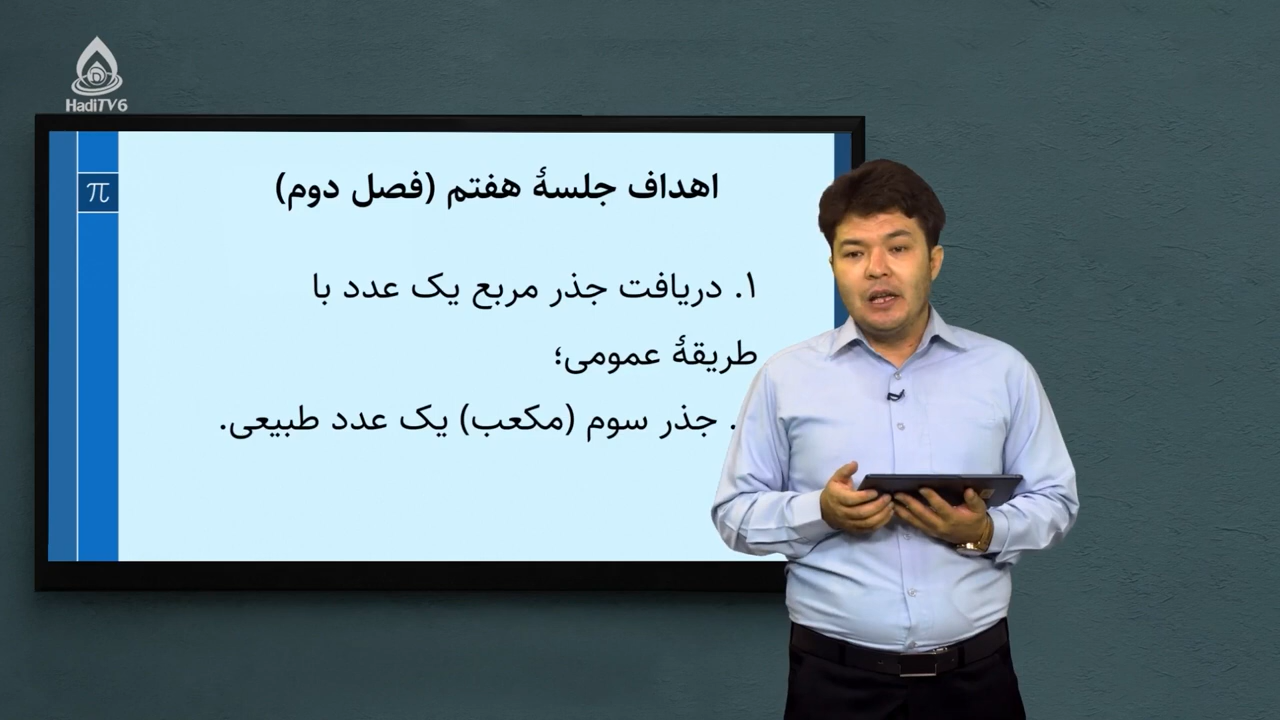 HadiTV6
π
اهداف جلسهٔ هفتم (فصل دوم)
۱. دریافت جذر مربع یک عدد با
طریقهٔ عمومی؛
. جذر سوم (مکعب) یک عدد طبیعی.